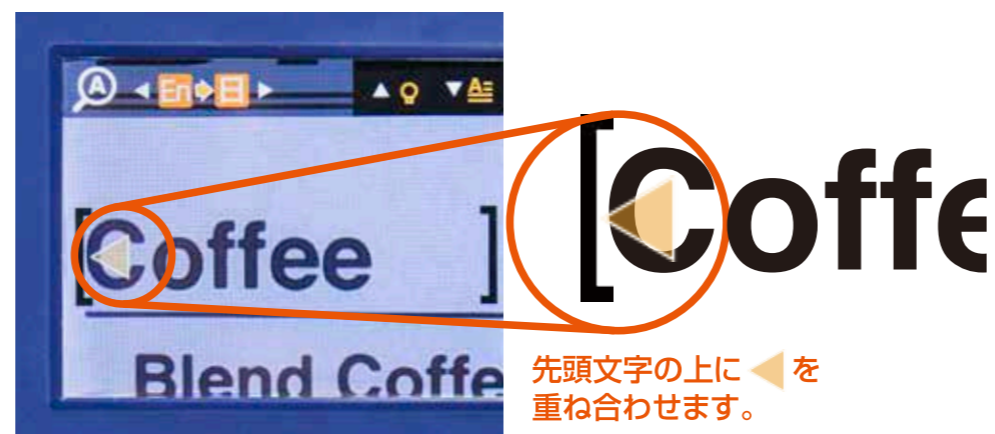 A En 日 A
[Coffee ]
Blend Coffe
[Coffe
先頭文字の上に を
重ね合わせます。